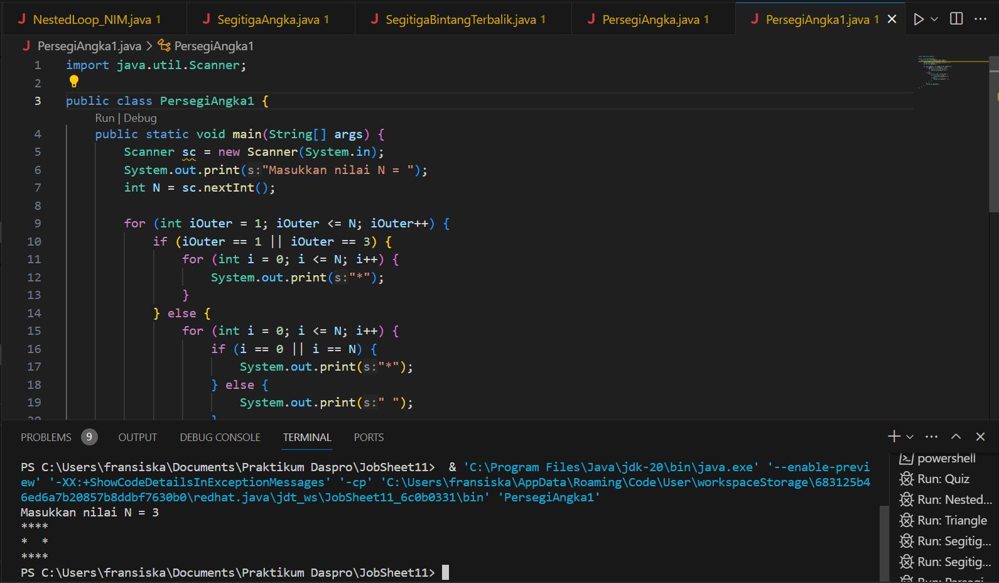 J NestedLoop_NIM.java 1 J SegitigaAngka.java 1 J SegitigaBintangTerbalik.java 1 J PersegiAngka.java 1 J PersegiAngka1.java 1
J PersegiAngka1.java > PersegiAngka1
1 import java.util.Scanner;
2
3 public class PersegiAngka1 {
Run | Debug
4 public static void main(String[] args) {
5 Scanner sc = new Scanner(System.in);
6 System.out.print(s:"Masukkan nilai N = ");
7 int N = sc.nextInt();
8
9 for (int iOuter = 1; iOuter <= N; iOuter++) {
10 if (iOuter == 1 || iOuter == 3) {
11 for (int i = 0; i <= N; i++) {
12 System.out.print(s:"*");
13 }
14 } else {
15 for (int i = 0; i <= N; i++) {
16 if (i == 0 || i == N) {
17 System.out.print(s:"*");
18 } else {
19 System.out.print(s:" ");
20 }
PROBLEMS 9 OUTPUT DEBUG CONSOLE TERMINAL PORTS
PS C:\Users\fransiska\Documents\Praktikum Daspro\JobSheet11> & 'C:\Program Files\Java\jdk-20\bin\java.exe' '--enable-previ
ew' '-XX:+ShowCodeDetailsInExceptionMessages' '-cp' 'C:\Users\fransiska\AppData\Roaming\Code\User\workspaceStorage\683125b4
6ed6a7b20857b8ddbf7630b0\redhat.java\jdt_ws\JobSheet11_6c0b0331\bin' 'PersegiAngka1'
Masukkan nilai N = 3
****
*  *
****
PS C:\Users\fransiska\Documents\Praktikum Daspro\JobSheet11>
powershell
Run: Quiz
Run: Nested...
Run: Triangle
Run: Segitig...
Run: Segitig...
Run: Persegi...